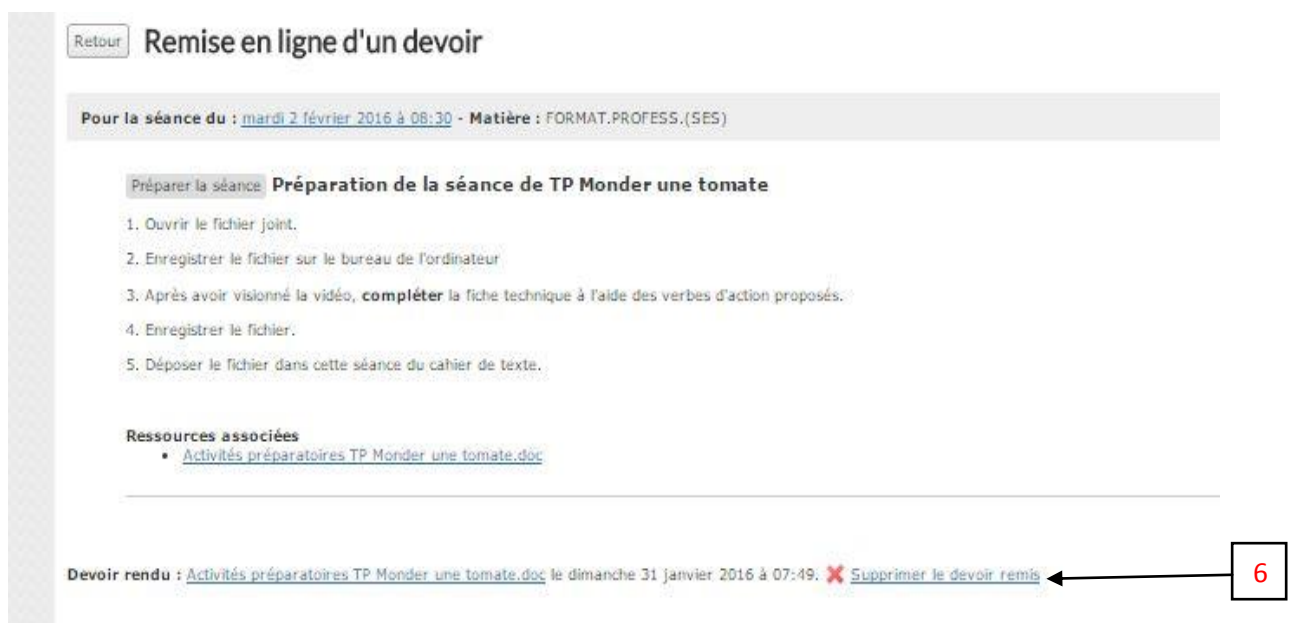 Retour Remise en ligne d'un devoir
Pour la séance du : mardi 2 février 2016 à 08:30 - Matière : FORMAT.PROFESS.(SES)
Préparer la séance Préparation de la séance de TP Monder une tomate
1. Ouvrir le fichier joint.
2. Enregistrer le fichier sur le bureau de l'ordinateur
3. Après avoir visionné la vidéo, compléter la fiche technique à l'aide des verbes d'action proposés.
4. Enregistrer le fichier.
5. Déposer le fichier dans cette séance du cahier de texte.
Ressources associées
• Activités préparatoires TP Monder une tomate.doc
Devoir rendu : Activités préparatoires TP Monder une tomate.doc le dimanche 31 janvier 2016 à 07:49. Supprimer le devoir remis 6